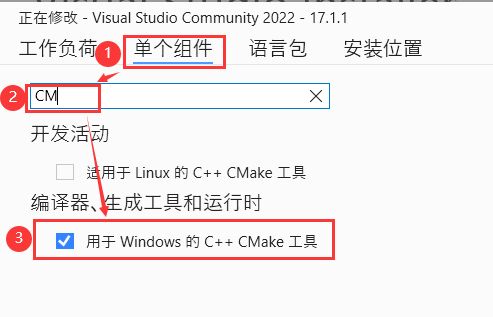 正在修改 - Visual Studio Community 2022 - 17.1.1
工作负荷 单个组件 语言包 安装位置
1
2 CM
开发活动
适用于 Linux 的 C++ CMake 工具
编译器、生成工具和运行时
3 用于 Windows 的 C++ CMake 工具